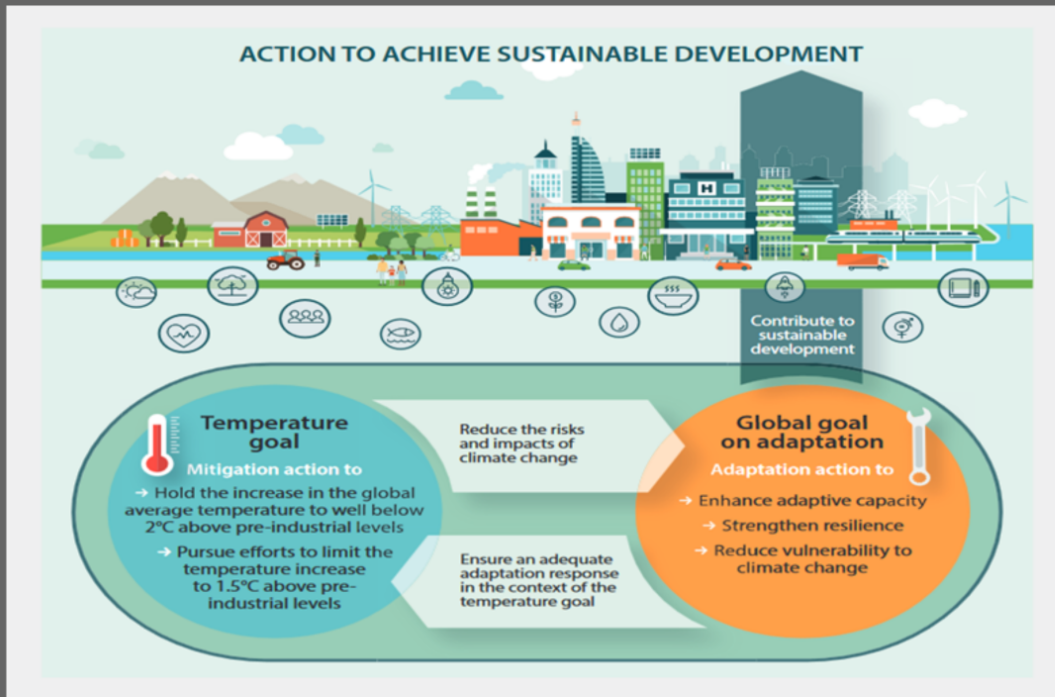 ACTION TO ACHIEVE SUSTAINABLE DEVELOPMENT
H
Contribute to
sustainable
development
Temperature
goal
Mitigation action to
→ Hold the increase in the global
average temperature to well below
2°C above pre-industrial levels
→ Pursue efforts to limit the
temperature increase
to 1.5°C above pre-
industrial levels
Reduce the risks
and impacts of
climate change
Ensure an adequate
adaptation response
in the context of the
temperature goal
Global goal
on adaptation
Adaptation action to
→ Enhance adaptive capacity
→ Strengthen resilience
→ Reduce vulnerability to
climate change